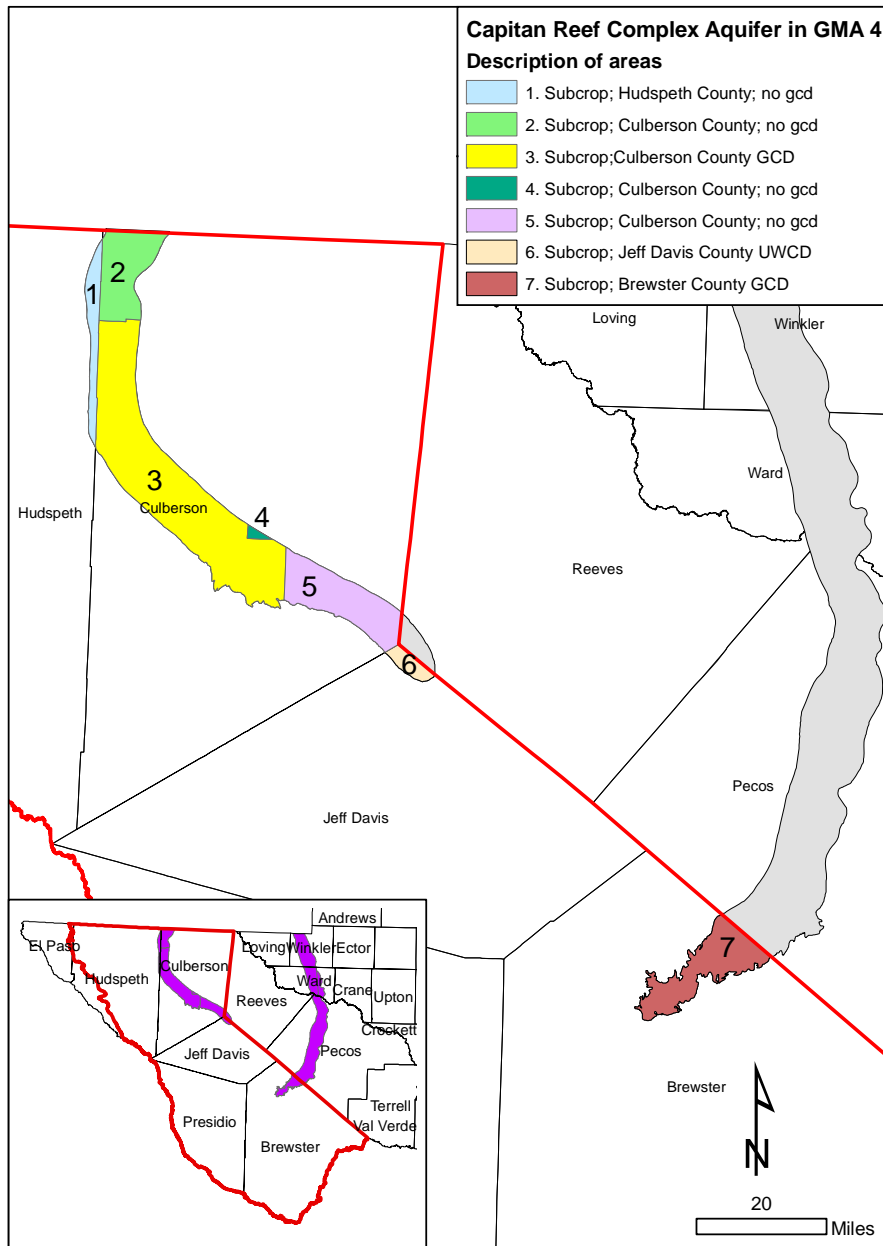 Capitan Reef Complex Aquifer in GMA 4
Description of areas
1. Subcrop; Hudspeth County; no gcd
2. Subcrop; Culberson County; no gcd
3. Subcrop;Culberson County GCD
4. Subcrop; Culberson County; no gcd
5. Subcrop; Culberson County; no gcd
6. Subcrop; Jeff Davis County UWCD
7. Subcrop; Brewster County GCD
1
2
Loving
Winkler
3
Ward
Hudspeth
Culberson
4
Reeves
5
6
Pecos
Jeff Davis
7
Brewster
N
20
Miles
Andrews
El Paso
Loving
Winkler
Ector
Hudspeth
Culberson
Ward
Crane
Reeves
Upton
Crockett
Jeff Davis
Pecos
Presidio
Terrell
Val Verde
Brewster